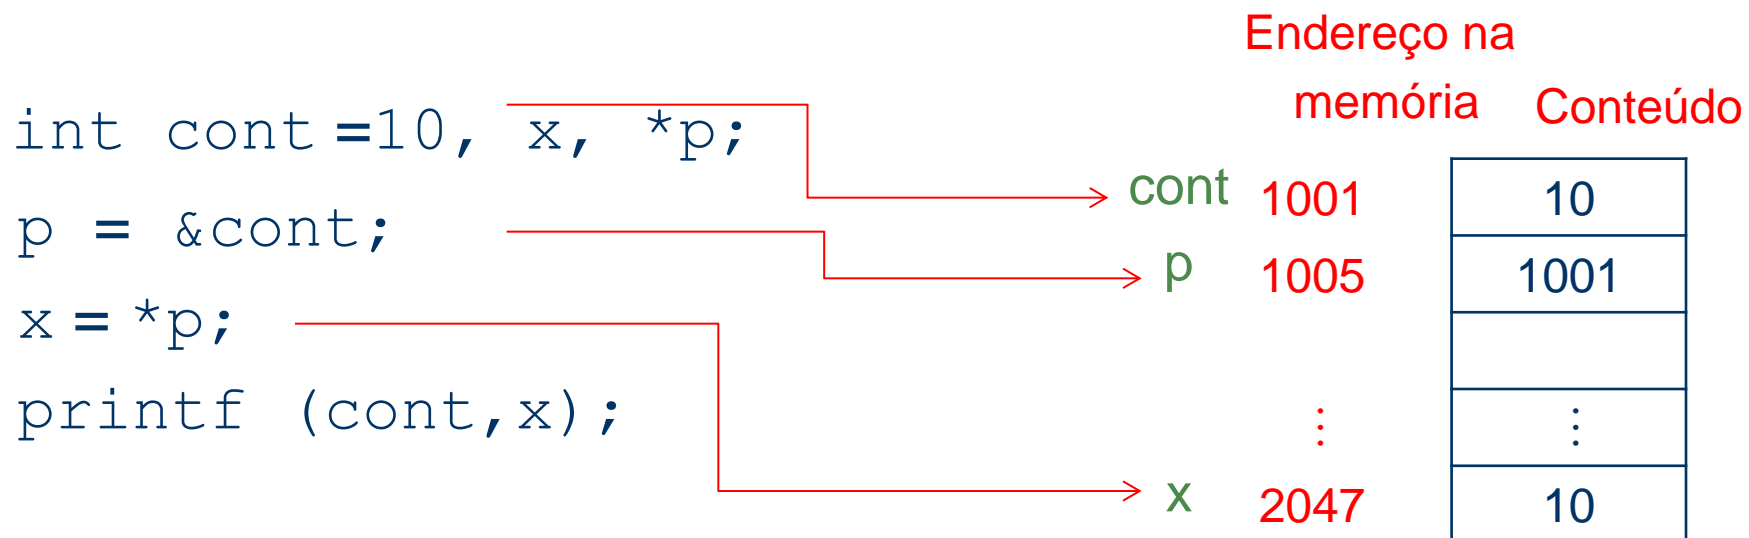 Endereço na
memória Conteúdo
int cont =10, x, *p;
p = &cont;
x = *p;
printf (cont,x);
cont 1001 10
p 1005 1001
⋮ ⋮
x 2047 10